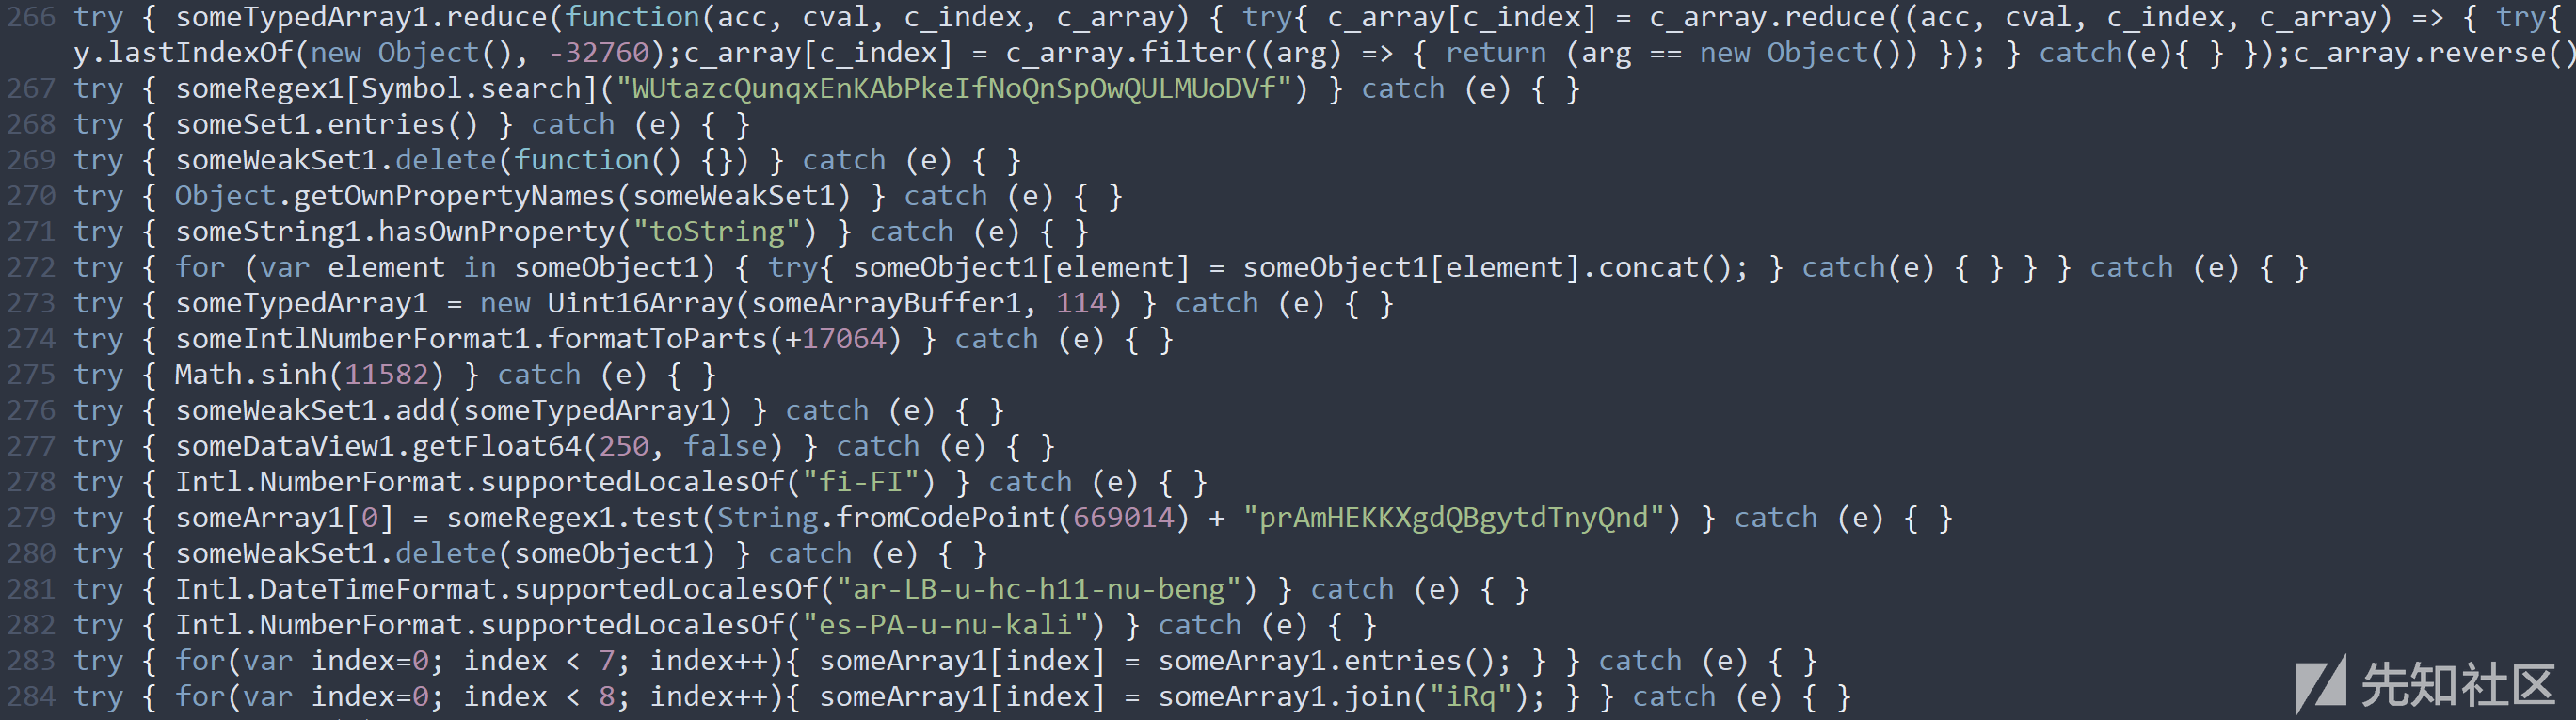 266 try { someTypedArray1.reduce(function(acc, cval, c_index, c_array) { try{ c_array[c_index] = c_array.reduce((acc, cval, c_index, c_array) => { try{
y.lastIndexOf(new Object(), -32760);c_array[c_index] = c_array.filter((arg) => { return (arg == new Object()) }); } catch(e){ } });c_array.reverse()
267 try { someRegex1[Symbol.search]("WUtazcQunqxEnKAbPkeIfNoQnSpOwQULMUoDVf") } catch (e) { }
268 try { someSet1.entries() } catch (e) { }
269 try { someWeakSet1.delete(function() {}) } catch (e) { }
270 try { Object.getOwnPropertyNames(someWeakSet1) } catch (e) { }
271 try { someString1.hasOwnProperty("toString") } catch (e) { }
272 try { for (var element in someObject1) { try{ someObject1[element] = someObject1[element].concat(); } catch(e) { } } } catch (e) { }
273 try { someTypedArray1 = new Uint16Array(someArrayBuffer1, 114) } catch (e) { }
274 try { someIntlNumberFormat1.formatToParts(+17064) } catch (e) { }
275 try { Math.sinh(11582) } catch (e) { }
276 try { someWeakSet1.add(someTypedArray1) } catch (e) { }
277 try { someDataView1.getFloat64(250, false) } catch (e) { }
278 try { Intl.NumberFormat.supportedLocalesOf("fi-FI") } catch (e) { }
279 try { someArray1[0] = someRegex1.test(String.fromCodePoint(669014) + "prAmHEKKXgdQBgytdTnyQnd") } catch (e) { }
280 try { someWeakSet1.delete(someObject1) } catch (e) { }
281 try { Intl.DateTimeFormat.supportedLocalesOf("ar-LB-u-hc-h11-nu-beng") } catch (e) { }
282 try { Intl.NumberFormat.supportedLocalesOf("es-PA-u-nu-kali") } catch (e) { }
283 try { for(var index=0; index < 7; index++){ someArray1[index] = someArray1.entries(); } } catch (e) { }
284 try { for(var index=0; index < 8; index++){ someArray1[index] = someArray1.join("iRq"); } } catch (e) { }
先知社区